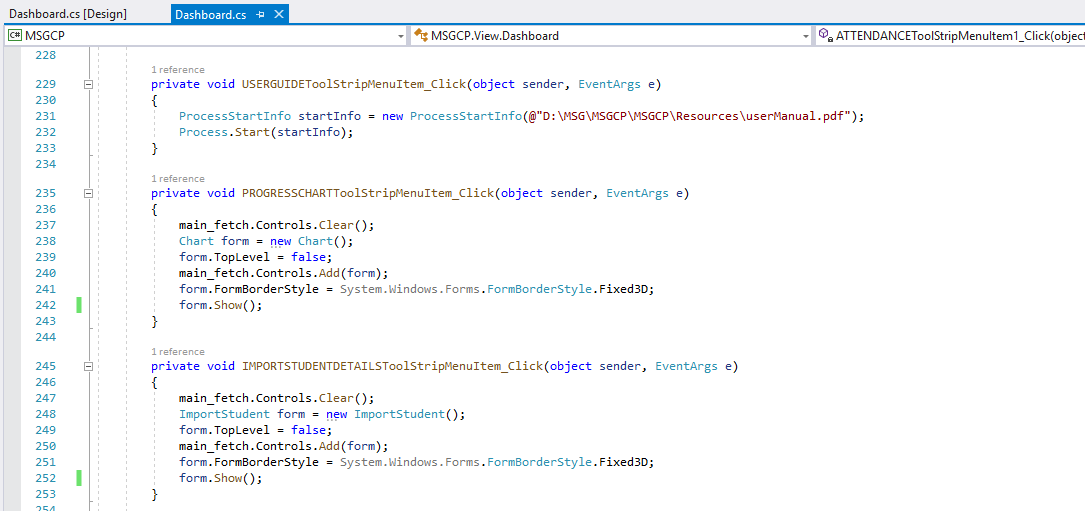 Dashboard.cs [Design]
Dashboard.cs
C# MSGCP
MSGCP.View.Dashboard
ATTENDANCEToolStripMenuItem1_Click(object
228
1 reference
229 private void USERGUIDEToolStripMenuItem_Click(object sender, EventArgs e)
230 {
231 ProcessStartInfo startInfo = new ProcessStartInfo(@"D:\MSG\MSGCP\MSGCP\Resources\userManual.pdf");
232 Process.Start(startInfo);
233 }
234
1 reference
235 private void PROGRESSCHARTToolStripMenuItem_Click(object sender, EventArgs e)
236 {
237 main_fetch.Controls.Clear();
238 Chart form = new Chart();
239 form.TopLevel = false;
240 main_fetch.Controls.Add(form);
241 form.FormBorderStyle = System.Windows.Forms.FormBorderStyle.Fixed3D;
242 form.Show();
243 }
244
1 reference
245 private void IMPORTSTUDENTDETAILSToolStripMenuItem_Click(object sender, EventArgs e)
246 {
247 main_fetch.Controls.Clear();
248 ImportStudent form = new ImportStudent();
249 form.TopLevel = false;
250 main_fetch.Controls.Add(form);
251 form.FormBorderStyle = System.Windows.Forms.FormBorderStyle.Fixed3D;
252 form.Show();
253 }
254